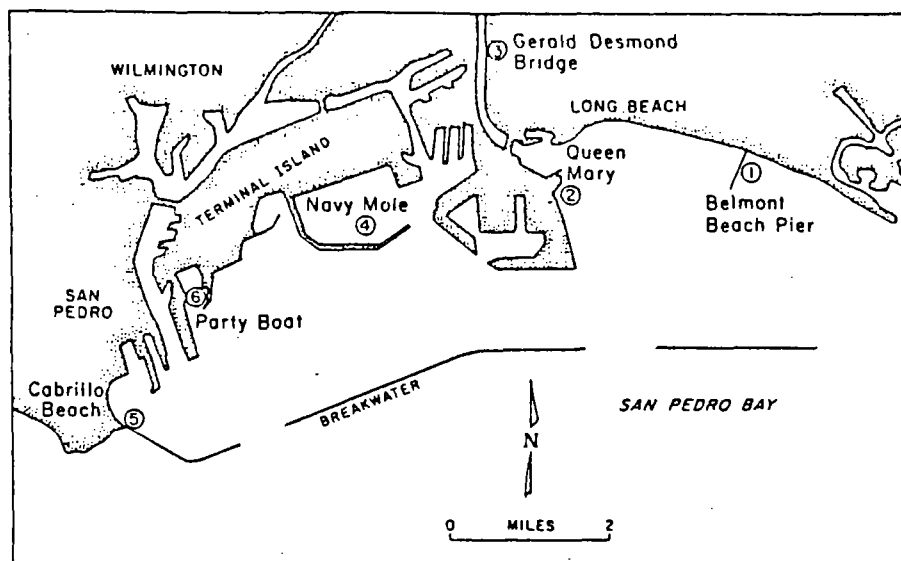 ③ Gerald Desmond
Bridge
WILMINGTON
LONG BEACH
TERMINAL ISLAND
Queen
Mary
②
①
Belmont
Beach Pier
Navy Mole
④
SAN
PEDRO
⑥
Party Boat
Cabrillo
Beach
⑤
BREAKWATER
SAN PEDRO BAY
N
0 MILES 2